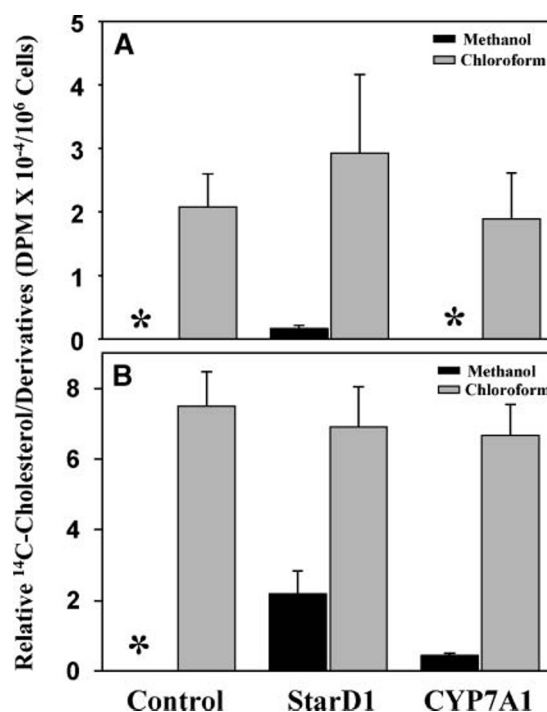 Relative ¹⁴C-Cholesterol/Derivatives (DPM X 10⁻⁴/10⁶ Cells)
A
Methanol
Chloroform
5
4
3
2
1
0
*
*
B
Methanol
Chloroform
8
6
4
2
0
*
Control StarD1 CYP7A1